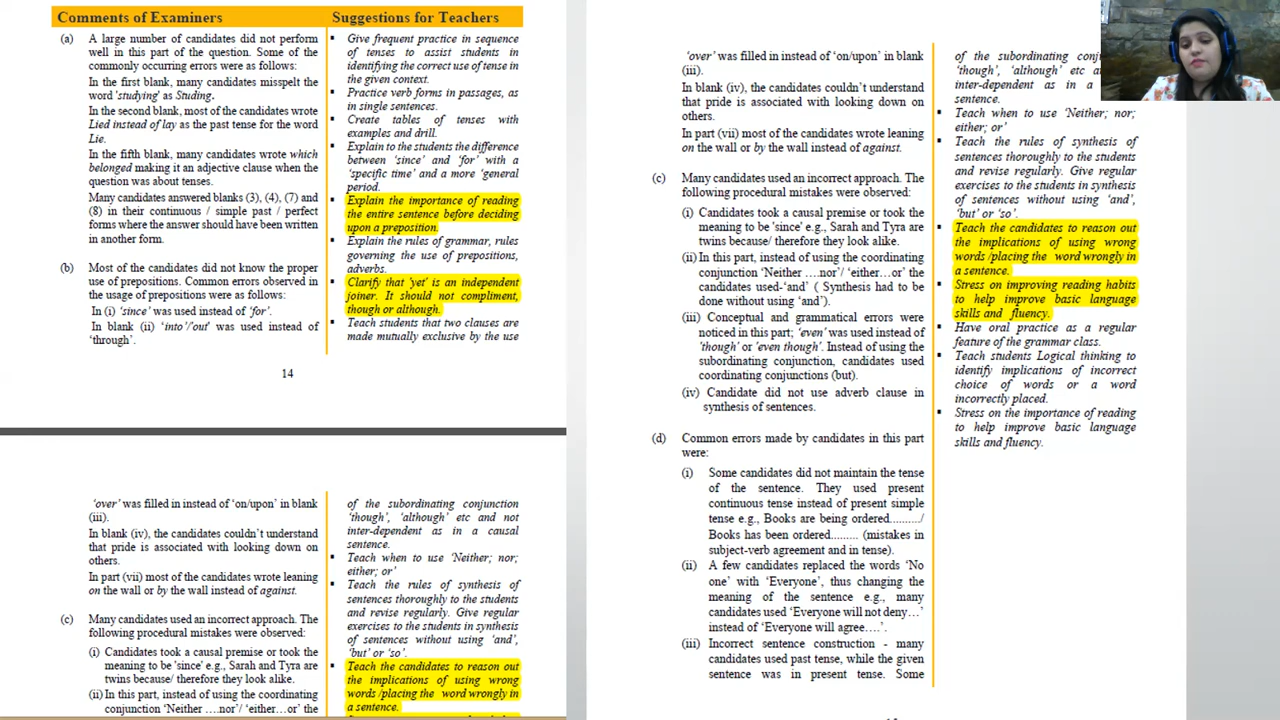 Comments of Examiners
(a) A large number of candidates did not perform
well in this part of the question. Some of the
commonly occurring errors were as follows:
In the first blank, many candidates misspelt the
word 'studying' as Studing.
In the second blank, most of the candidates wrote
Lied instead of lay as the past tense for the word
Lie.
In the fifth blank, many candidates wrote which
belonged making it an adjective clause when the
question was about tenses.
Many candidates answered blanks (3), (4), (7) and
(8) in their continuous / simple past / perfect
forms where the answer should have been written
in another form.
(b) Most of the candidates did not know the proper
use of prepositions. Common errors observed in
the usage of prepositions were as follows:
In (i) 'since' was used instead of 'for'.
In blank (ii) 'into'/'out' was used instead of
'through'.
Suggestions for Teachers
▪ Give frequent practice in sequence
of tenses to assist students in
identifying the correct use of tense in
the given context.
▪ Practice verb forms in passages, as
in single sentences.
▪ Create tables of tenses with
examples and drill.
▪ Explain to the students the difference
between 'since' and 'for' with a
'specific time' and a more 'general
period.
▪ Explain the importance of reading
the entire sentence before deciding
upon a preposition.
▪ Explain the rules of grammar, rules
governing the use of prepositions,
adverbs.
▪ Clarify that 'yet' is an independent
joiner. It should not compliment,
though or although.
▪ Teach students that two clauses are
made mutually exclusive by the use
14
'over' was filled in instead of 'on/upon' in blank
(iii).
In blank (iv), the candidates couldn't understand
that pride is associated with looking down on
others.
In part (vii) most of the candidates wrote leaning
on the wall or by the wall instead of against.
(c) Many candidates used an incorrect approach. The
following procedural mistakes were observed:
(i) Candidates took a causal premise or took the
meaning to be 'since' e.g., Sarah and Tyra are
twins because/ therefore they look alike.
(ii) In this part, instead of using the coordinating
conjunction 'Neither ….nor'/ 'either…or' the
of the subordinating conjunction
'though', 'although' etc and not
inter-dependent as in a causal
sentence.
▪ Teach when to use 'Neither; nor;
either; or'
▪ Teach the rules of synthesis of
sentences thoroughly to the students
and revise regularly. Give regular
exercises to the students in synthesis
of sentences without using 'and',
'but' or 'so'.
▪ Teach the candidates to reason out
the implications of using wrong
words /placing the word wrongly in
a sentence.
'over' was filled in instead of 'on/upon' in blank
(iii).
In blank (iv), the candidates couldn't understand
that pride is associated with looking down on
others.
In part (vii) most of the candidates wrote leaning
on the wall or by the wall instead of against.
(c) Many candidates used an incorrect approach. The
following procedural mistakes were observed:
(i) Candidates took a causal premise or took the
meaning to be 'since' e.g., Sarah and Tyra are
twins because/ therefore they look alike.
(ii) In this part, instead of using the coordinating
conjunction 'Neither ….nor'/ 'either…or' the
candidates used-'and' ( Synthesis had to be
done without using 'and').
(iii) Conceptual and grammatical errors were
noticed in this part; 'even' was used instead of
'though' or 'even though'. Instead of using the
subordinating conjunction, candidates used
coordinating conjunctions (but).
(iv) Candidate did not use adverb clause in
synthesis of sentences.
(d) Common errors made by candidates in this part
were:
(i) Some candidates did not maintain the tense
of the sentence. They used present
continuous tense instead of present simple
tense e.g., Books are being ordered………./
Books has been ordered……… (mistakes in
subject-verb agreement and in tense).
(ii) A few candidates replaced the words 'No
one' with 'Everyone', thus changing the
meaning of the sentence e.g., many
candidates used 'Everyone will not deny…'
instead of 'Everyone will agree….'.
(iii) Incorrect sentence construction - many
candidates used past tense, while the given
sentence was in present tense. Some
of the subordinating
'though', 'although' etc
inter-dependent as in a
sentence.
▪ Teach when to use 'Neither; nor;
either; or'
▪ Teach the rules of synthesis of
sentences thoroughly to the students
and revise regularly. Give regular
exercises to the students in synthesis
of sentences without using 'and',
'but' or 'so'.
▪ Teach the candidates to reason out
the implications of using wrong
words /placing the word wrongly in
a sentence.
▪ Stress on improving reading habits
to help improve basic language
skills and fluency.
▪ Have oral practice as a regular
feature of the grammar class.
▪ Teach students Logical thinking to
identify implications of incorrect
choice of words or a word
incorrectly placed.
▪ Stress on the importance of reading
to help improve basic language
skills and fluency.